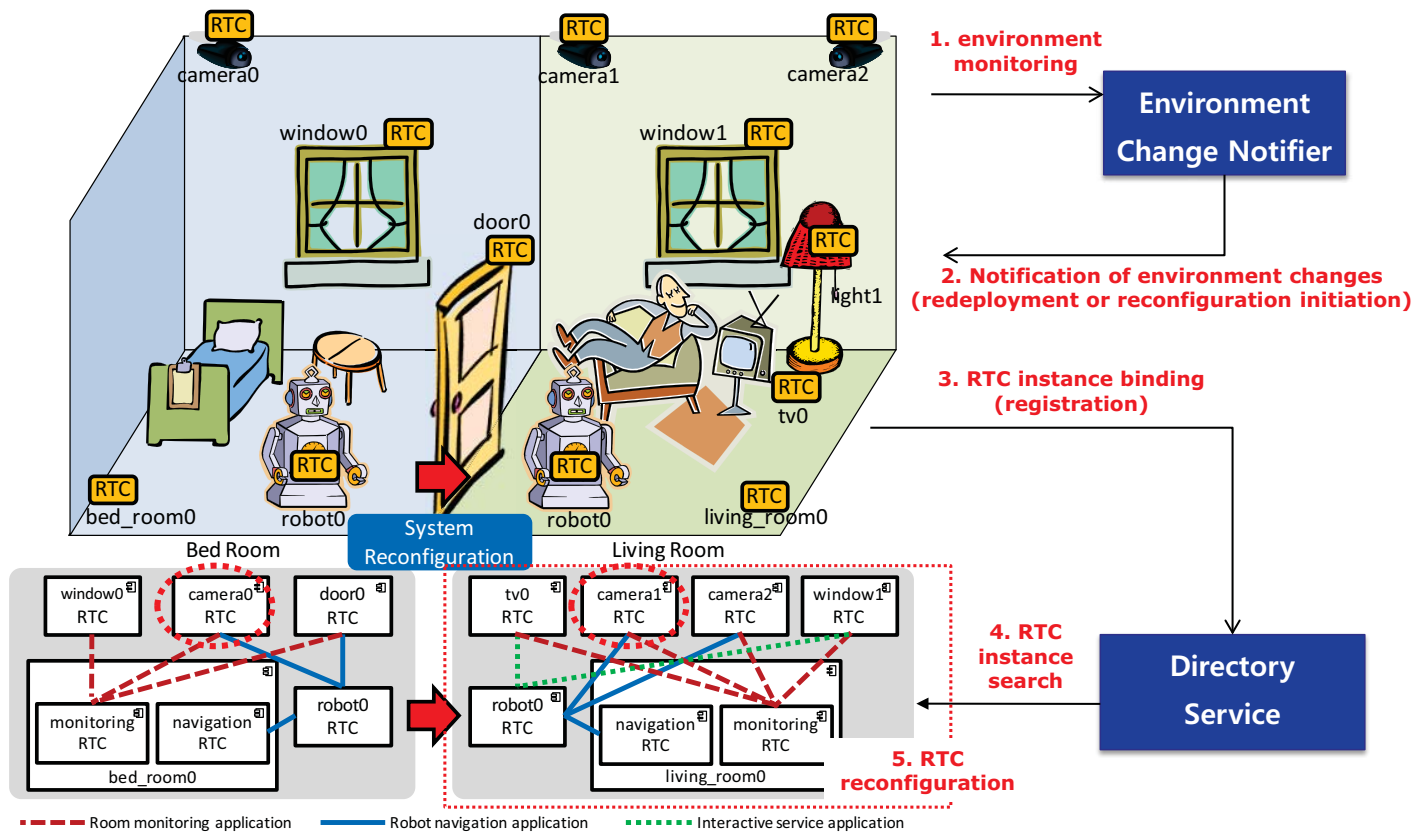 RTC
camera0
RTC
camera1
RTC
camera2
1. environment
monitoring
Environment
Change Notifier
window0
RTC
window1
RTC
door0
RTC
RTC
light1
2. Notification of environment changes
(redeployment or reconfiguration initiation)
RTC
tv0
3. RTC instance binding
(registration)
RTC
bed_room0
RTC
robot0
RTC
robot0
RTC
living_room0
System
Reconfiguration
Bed Room
Living Room
window0
RTC
camera0
RTC
door0
RTC
tv0
RTC
camera1
RTC
camera2
RTC
window1
RTC
4. RTC
instance
search
Directory
Service
monitoring
RTC
navigation
RTC
robot0
RTC
bed_room0
robot0
RTC
navigation
RTC
monitoring
RTC
living_room0
5. RTC
reconfiguration
Room monitoring application
Robot navigation application
Interactive service application